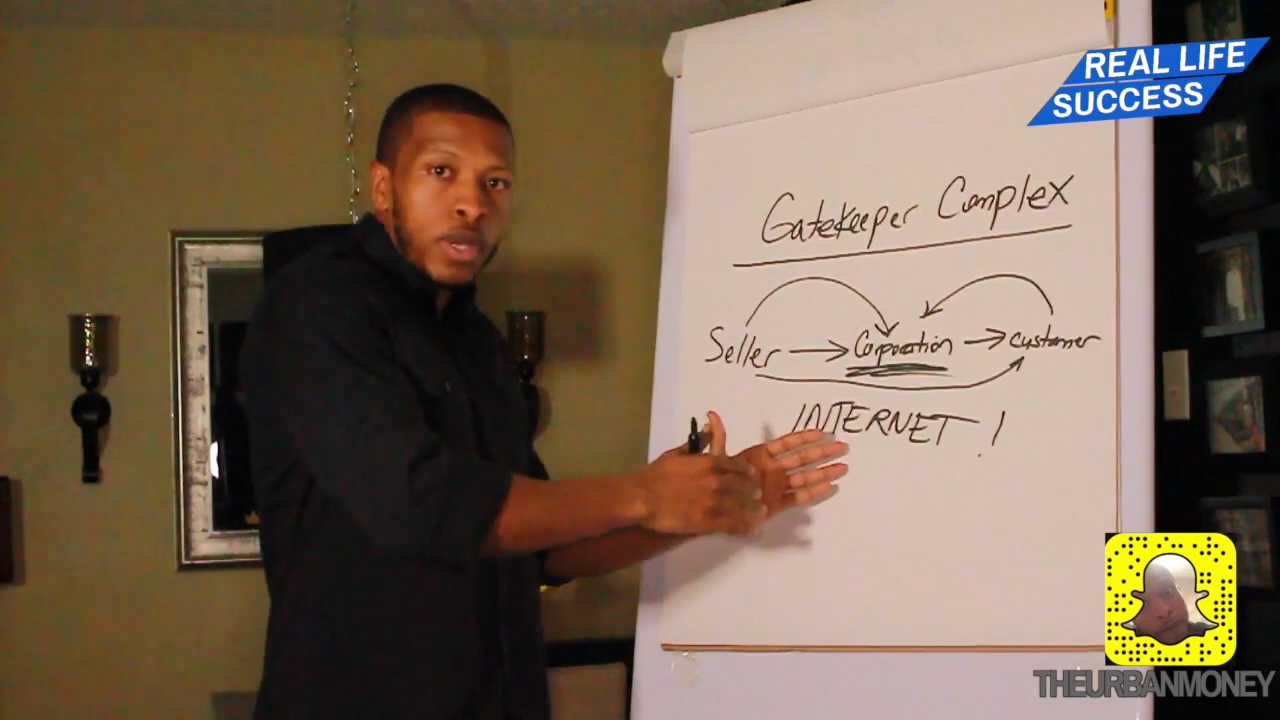 REAL LIFE
SUCCESS
Gatekeeper Complex
Seller Corporation customer
INTERNET !
THEURBANMONEY